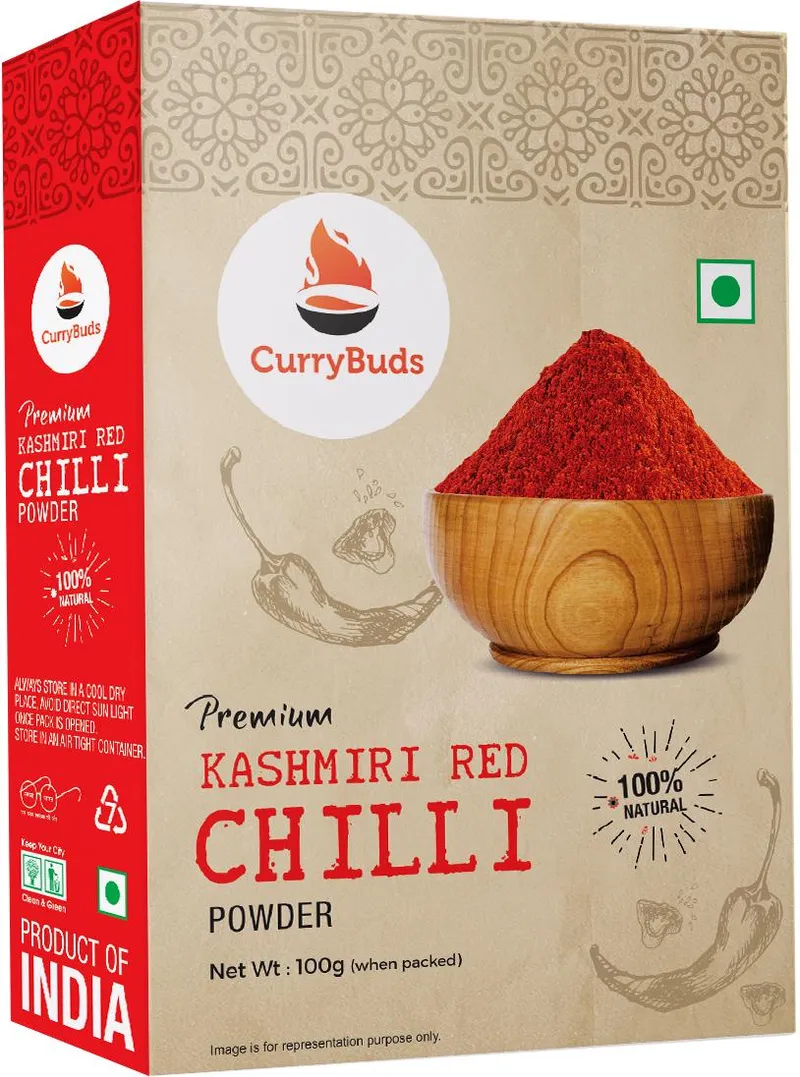 CurryBuds
Premium
KASHMIRI RED
CHILLI
POWDER
100%
NATURAL
Net Wt : 100g (when packed)
Image is for representation purpose only.
CurryBuds
Premium
KASHMIRI RED
CHILLI
POWDER
100%
NATURAL
ALWAYS STORE IN A COOL DRY
PLACE, AVOID DIRECT SUN LIGHT
ONCE PACK IS OPENED.
STORE IN AN AIR TIGHT CONTAINER.
Keep Your City
Clean & Green
PRODUCT OF
INDIA